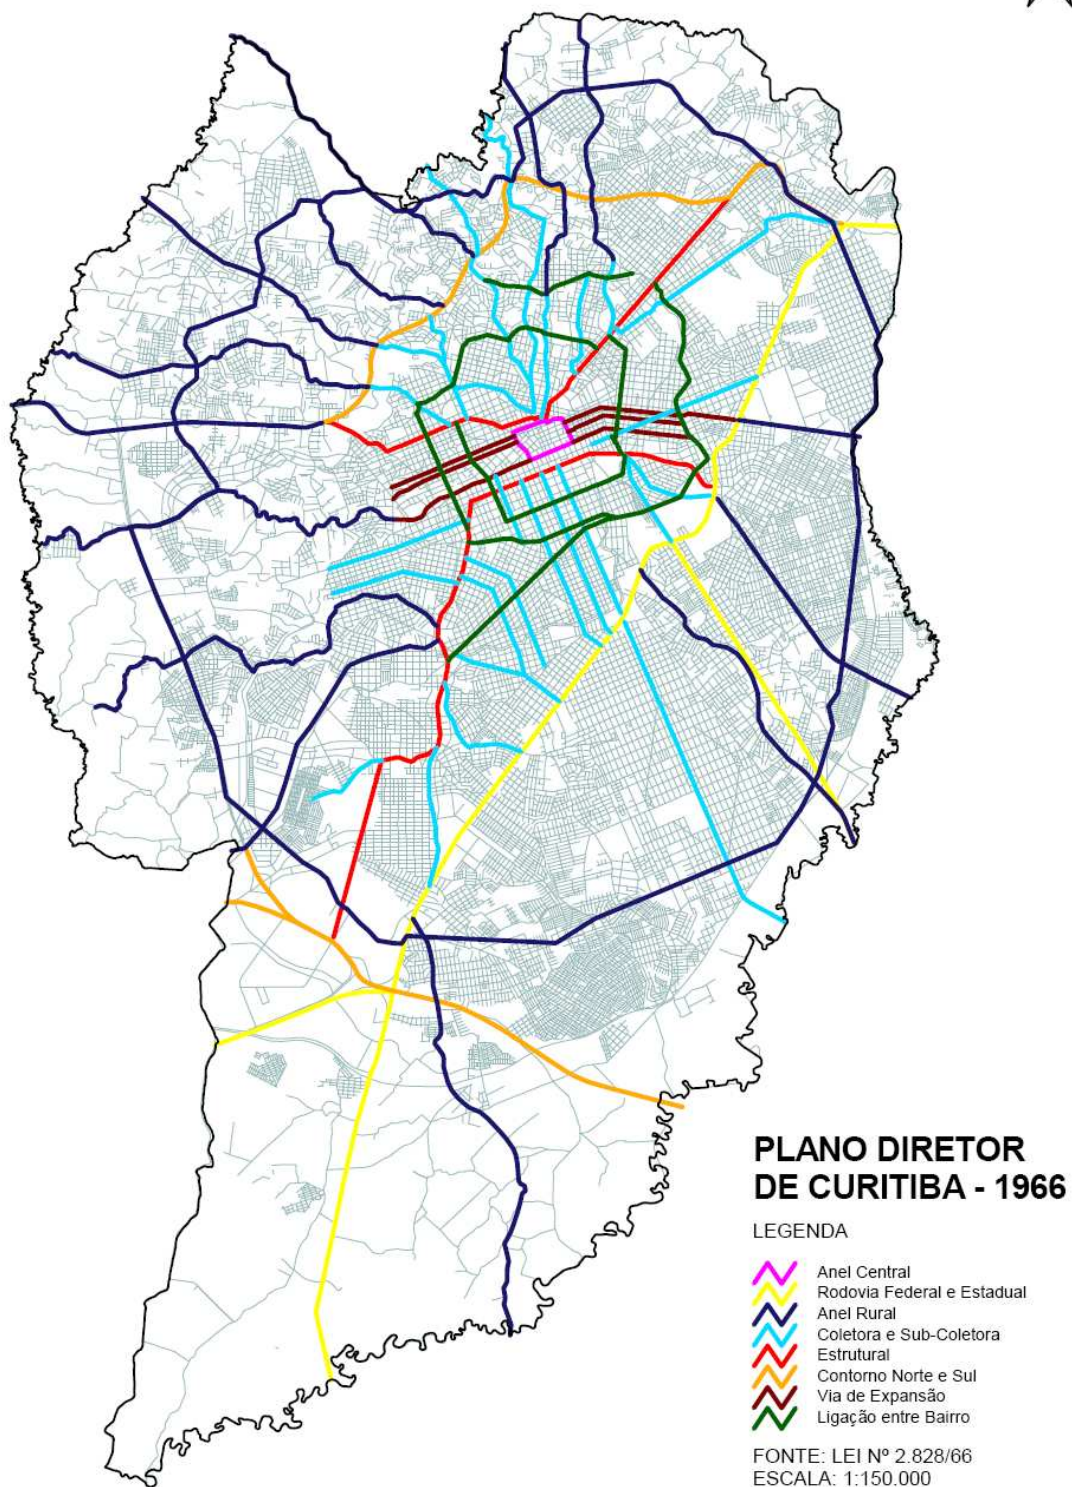 PLANO DIRETOR
DE CURITIBA - 1966
LEGENDA
Anel Central
Rodovia Federal e Estadual
Anel Rural
Coletora e Sub-Coletora
Estrutural
Contorno Norte e Sul
Via de Expansão
Ligação entre Bairro
FONTE: LEI Nº 2.828/66
ESCALA: 1:150.000